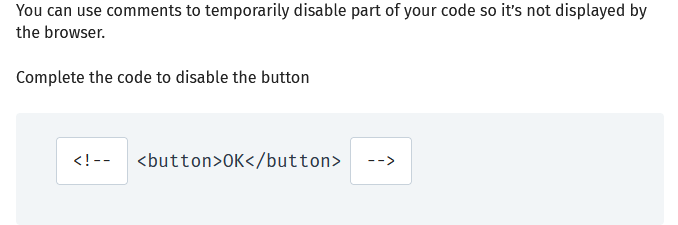 You can use comments to temporarily disable part of your code so it's not displayed by
the browser.
Complete the code to disable the button
<!-- <button>OK</button> -->